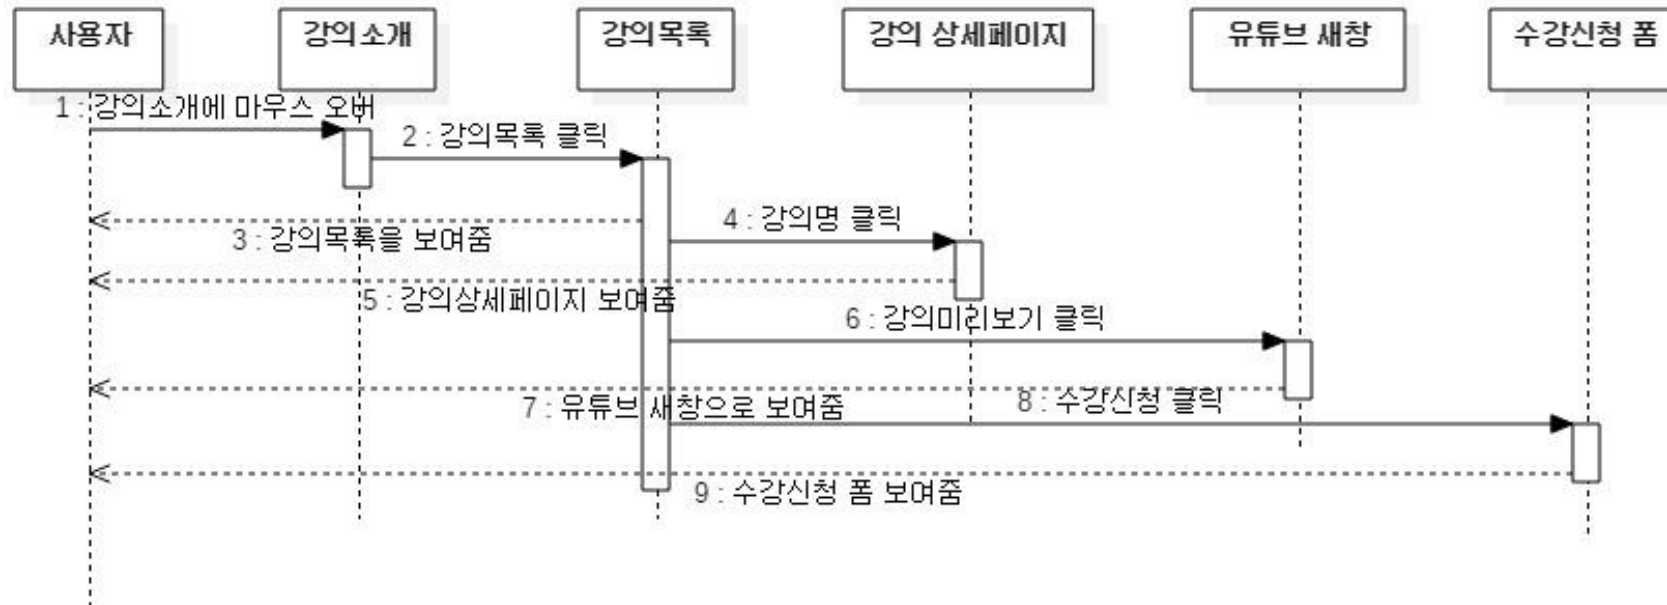 사용자
강의소개
강의목록
강의 상세페이지
유튜브 새창
수강신청 폼
1 : 강의소개에 마우스 오버
2 : 강의목록 클릭
3 : 강의목록을 보여줌
4 : 강의명 클릭
5 : 강의상세페이지 보여줌
6 : 강의미리보기 클릭
7 : 유튜브 새창으로 보여줌
8 : 수강신청 클릭
9 : 수강신청 폼 보여줌